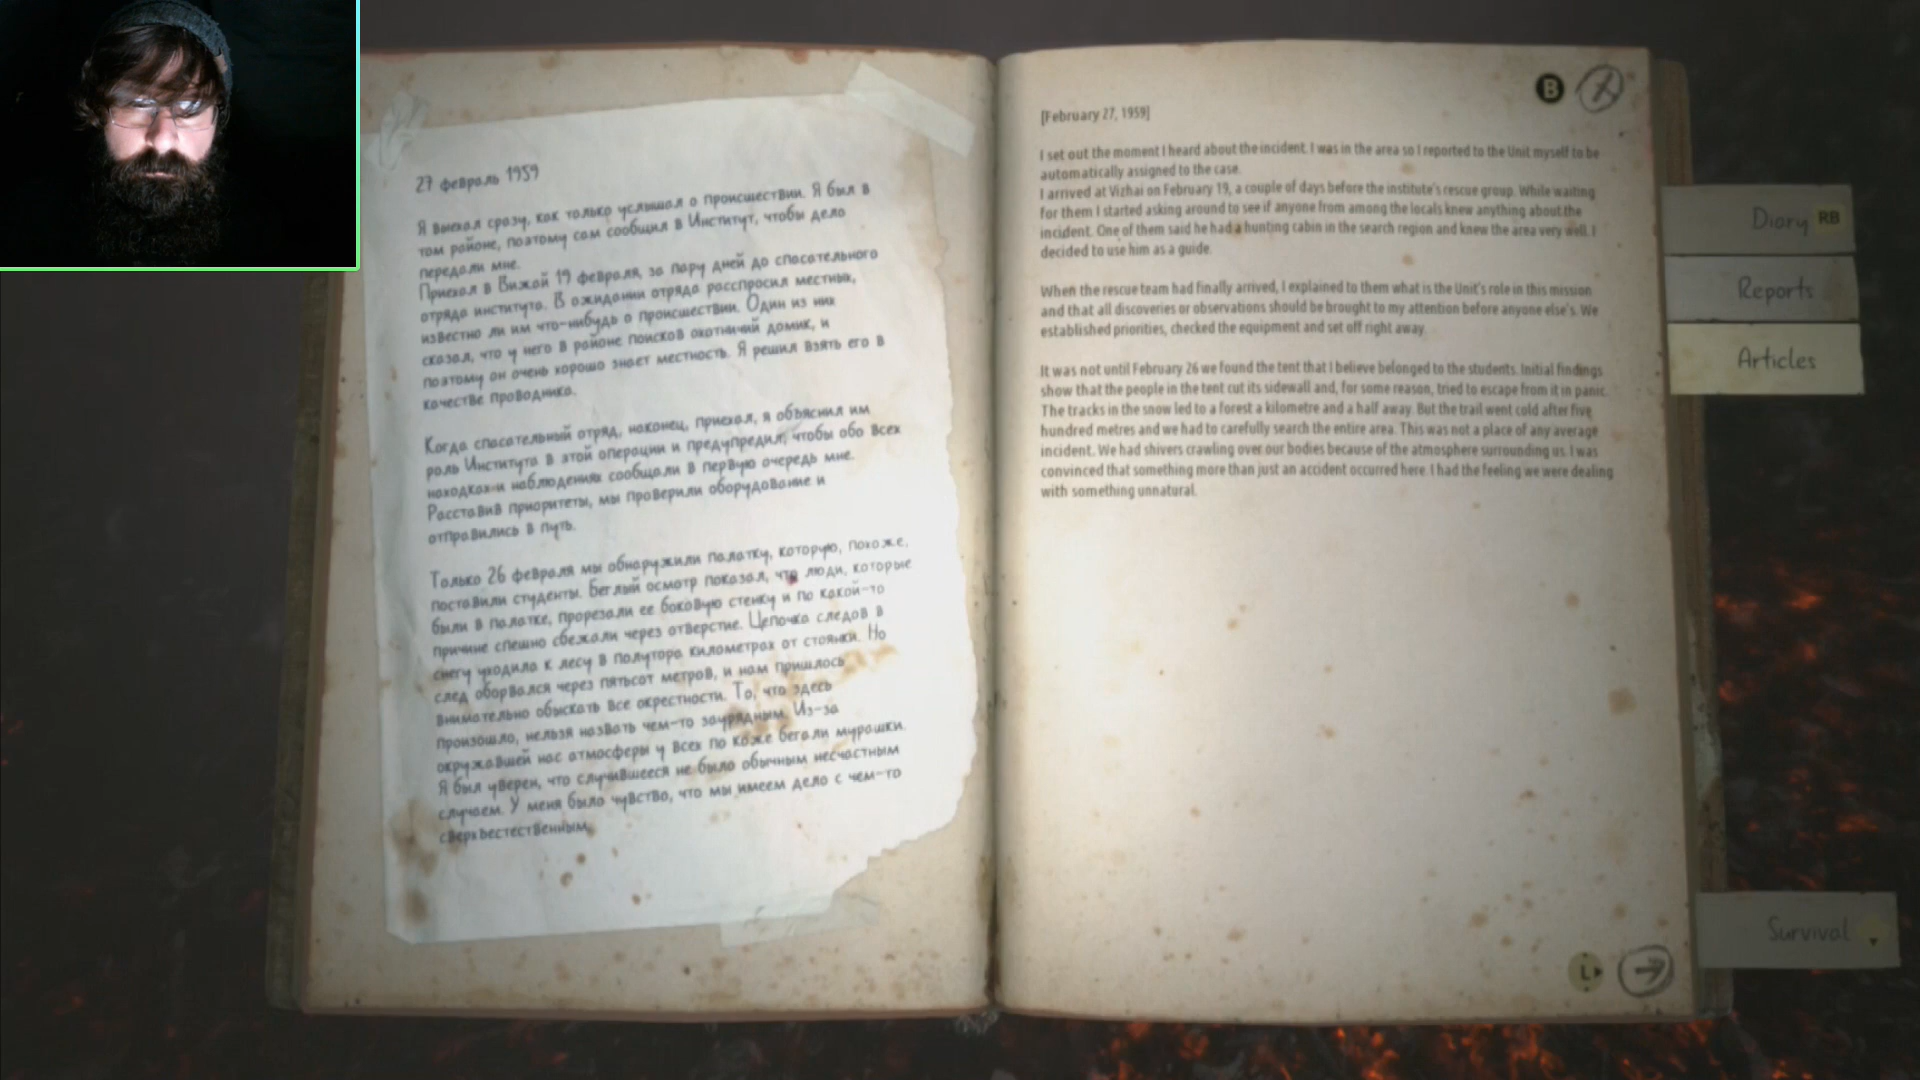 27 февраль 1959
Я выехал сразу, как только услышал о происшествии. Я был в
том районе, поэтому сам сообщил в Институт, чтобы дело
передали мне.
Приехал в Вижай 19 февраля, за пару дней до спасательного
отряда института. В ожидании отряда расспросил местных,
известно ли им что-нибудь о происшествии. Один из них
сказал, что у него в районе поисков охотничий домик, и
поэтому он очень хорошо знает местность. Я решил взять его в
качестве проводника.
Когда спасательный отряд, наконец, приехал, я объяснил им
роль Института в этой операции и предупредил, чтобы обо всех
находках и наблюдениях сообщали в первую очередь мне.
Расставив приоритеты, мы проверили оборудование и
отправились в путь.
Только 26 февраля мы обнаружили палатку, которую, похоже,
поставили студенты. Беглый осмотр показал, что люди, которые
были в палатке, прорезали ее боковую стенку и по какой-то
причине спешно сбежали через отверстие. Цепочка следов в
снегу уходила к лесу в полутора километрах от стоянки. Но
след оборвался через пятьсот метров, и нам пришлось
внимательно обыскать все окрестности. То, что здесь
произошло, нельзя назвать чем-то заурядным. Из-за
окружавшей нас атмосферы у всех по коже бегали мурашки.
Я был уверен, что случившееся не было обычным несчастным
случаем. У меня было чувство, что мы имеем дело с чем-то
сверхъестественным.
B
[February 27, 1959]
I set out the moment I heard about the incident. I was in the area so I reported to the Unit myself to be
automatically assigned to the case.
I arrived at Vizhai on February 19, a couple of days before the institute's rescue group. While waiting
for them I started asking around to see if anyone from among the locals knew anything about the
incident. One of them said he had a hunting cabin in the search region and knew the area very well. I
decided to use him as a guide.
When the rescue team had finally arrived, I explained to them what is the Unit's role in this mission
and that all discoveries or observations should be brought to my attention before anyone else's. We
established priorities, checked the equipment and set off right away.
It was not until February 26 we found the tent that I believe belonged to the students. Initial findings
show that the people in the tent cut its sidewall and, for some reason, tried to escape from it in panic.
The tracks in the snow led to a forest a kilometre and a half away. But the trail went cold after five
hundred metres and we had to carefully search the entire area. This was not a place of any average
incident. We had shivers crawling over our bodies because of the atmosphere surrounding us. I was
convinced that something more than just an accident occurred here. I had the feeling we were dealing
with something unnatural.
L
Diary RB
Reports
Articles
Survival